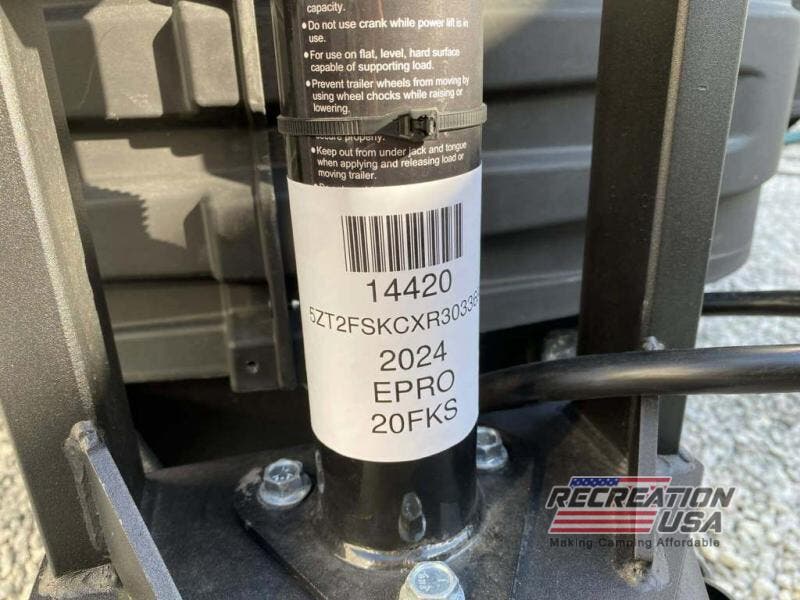 capacity.
•Do not use crank while power lift is in
use.
•For use on flat, level, hard surface
capable of supporting load.
•Prevent trailer wheels from moving by
using wheel chocks while raising or
lowering.
secure properly.
•Keep out from under jack and tongue
when applying and releasing load or
moving trailer.
14420
5ZT2FSKCXR30336
2024
EPRO
20FKS
RECREATION
USA
Making Camping Affordable